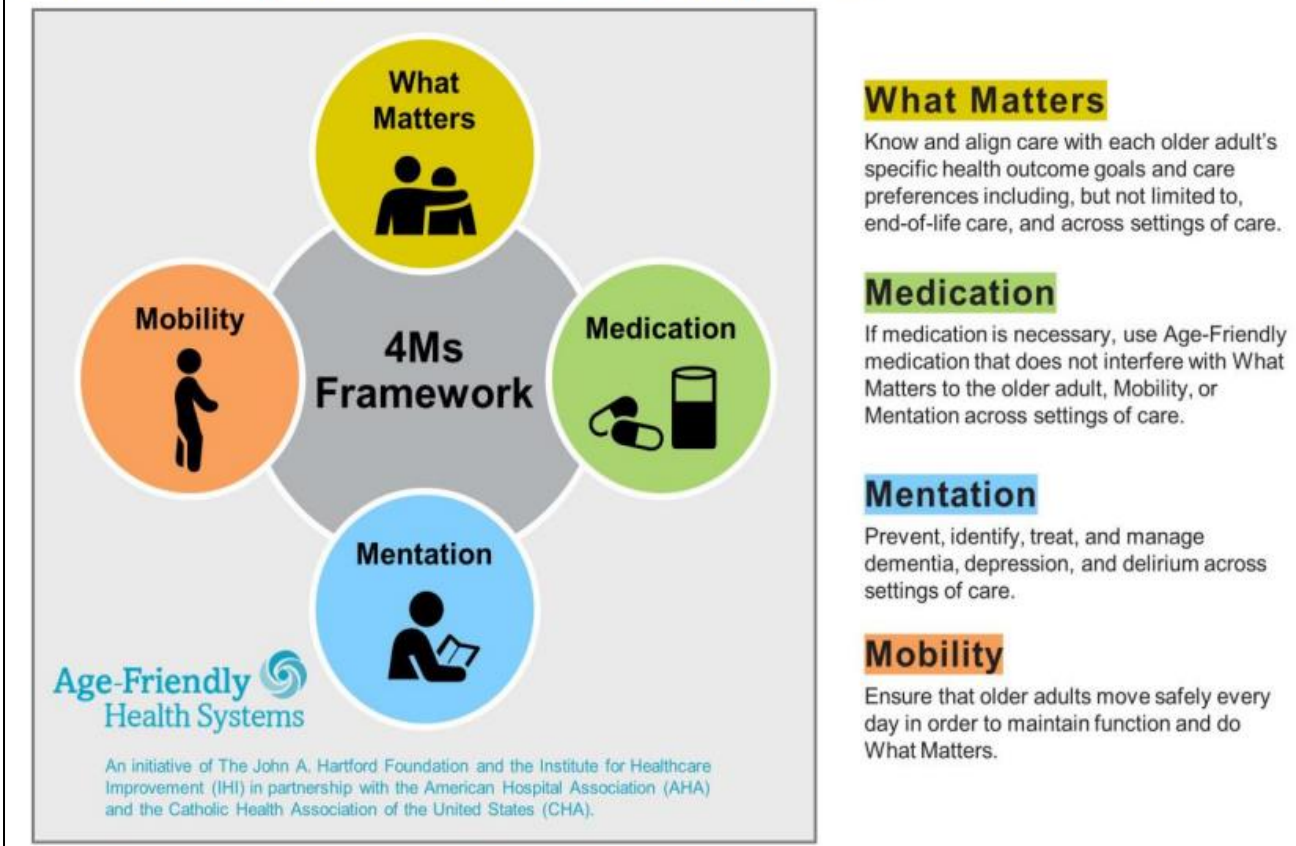 What
Matters
Mobility
4Ms
Framework
Medication
Mentation
Age-Friendly
Health Systems
An initiative of The John A. Hartford Foundation and the Institute for Healthcare
Improvement (IHI) in partnership with the American Hospital Association (AHA)
and the Catholic Health Association of the United States (CHA).
What Matters
Know and align care with each older adult's
specific health outcome goals and care
preferences including, but not limited to,
end-of-life care, and across settings of care.
Medication
If medication is necessary, use Age-Friendly
medication that does not interfere with What
Matters to the older adult, Mobility, or
Mentation across settings of care.
Mentation
Prevent, identify, treat, and manage
dementia, depression, and delirium across
settings of care.
Mobility
Ensure that older adults move safely every
day in order to maintain function and do
What Matters.